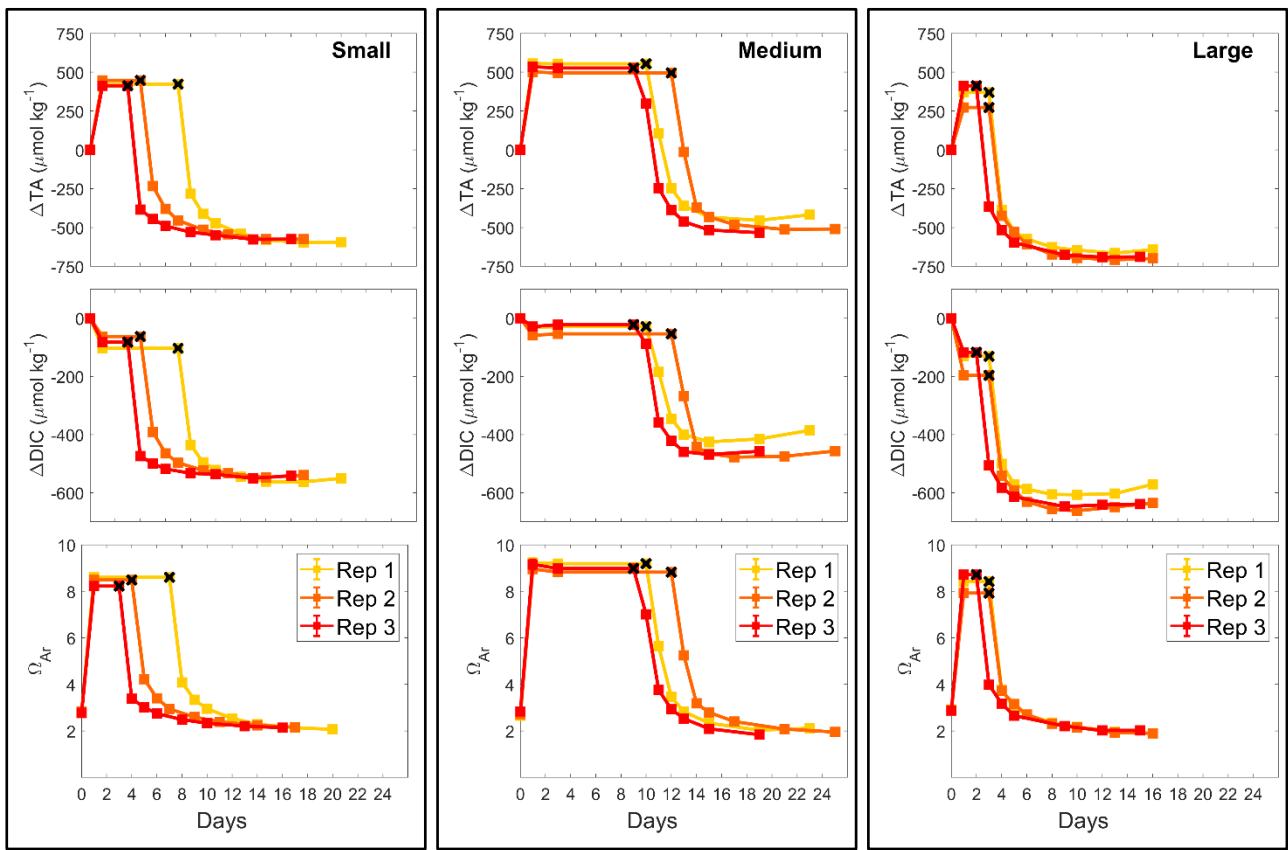 Small
750
500
250
0
-250
-500
750
ΔTA (μmol kg⁻¹)
0
-200
-400
-600
ΔDIC (μmol kg⁻¹)
10
8
6
4
2
Ω_Ar
Rep 1
Rep 2
Rep 3
0 2 4 6 8 10 12 14 16 18 20 22 24
Days
Medium
750
500
250
0
-250
-500
-750
ΔTA (μmol kg⁻¹)
0
-200
-400
-600
ΔDIC (μmol kg⁻¹)
10
8
6
4
2
Ω_Ar
Rep 1
Rep 2
Rep 3
0 2 4 6 8 10 12 14 16 18 20 22 24
Days
Large
750
500
250
0
-250
-500
-750
ΔTA (μmol kg⁻¹)
0
-200
-400
-600
ΔDIC (μmol kg⁻¹)
10
8
6
4
2
Ω_Ar
Rep 1
Rep 2
Rep 3
0 2 4 6 8 10 12 14 16 18 20 22 24
Days